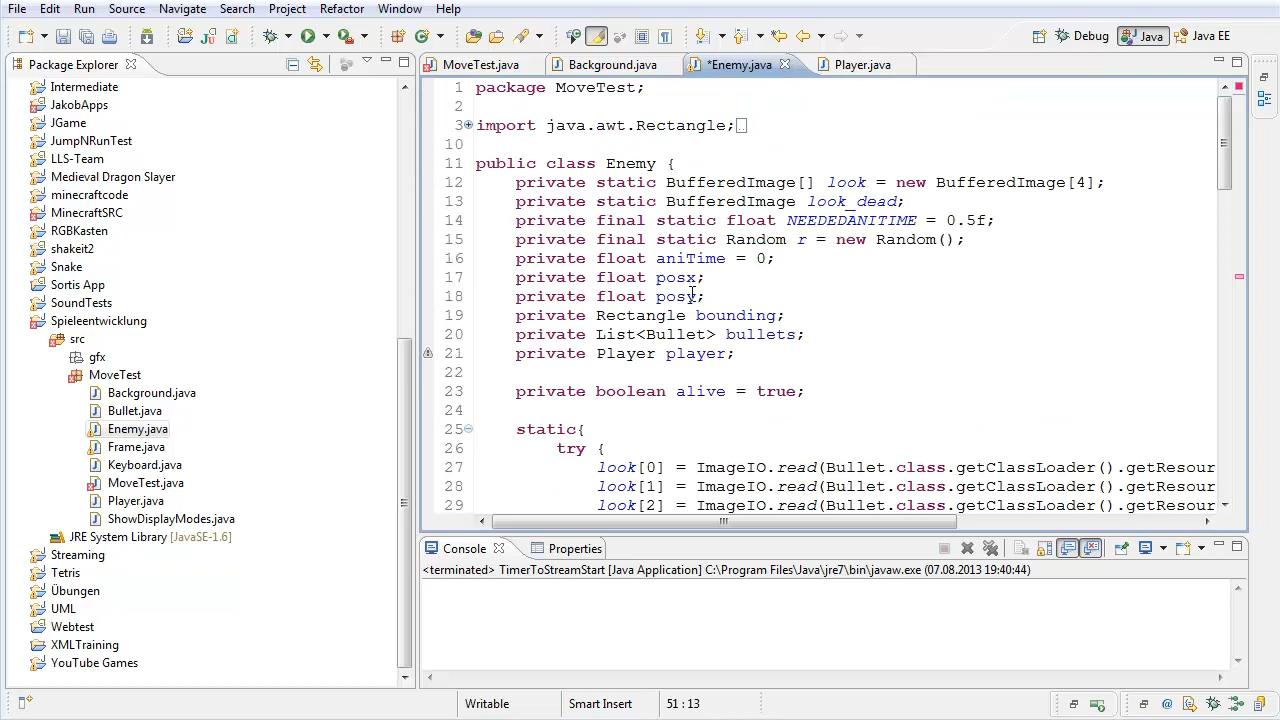 File Edit Run Source Navigate Search Project Refactor Window Help
Debug Java Java EE
Package Explorer
MoveTest.java Background.java *Enemy.java Player.java
Intermediate
JakobApps
JGame
JumpNRunTest
LLS-Team
Medieval Dragon Slayer
minecraftcode
MinecraftSRC
RGBKasten
shakeit2
Snake
Sortis App
SoundTests
Spieleentwicklung
src
gfx
MoveTest
Background.java
Bullet.java
Enemy.java
Frame.java
Keyboard.java
MoveTest.java
Player.java
ShowDisplayModes.java
JRE System Library [JavaSE-1.6]
Streaming
Tetris
Übungen
UML
Webtest
XMLTraining
YouTube Games
1 package MoveTest;
2
3 import java.awt.Rectangle;
10
11 public class Enemy {
12 private static BufferedImage[] look = new BufferedImage[4];
13 private static BufferedImage look_dead;
14 private final static float NEEDEDANITIME = 0.5f;
15 private final static Random r = new Random();
16 private float aniTime = 0;
17 private float posx;
18 private float posy;
19 private Rectangle bounding;
20 private List<Bullet> bullets;
21 private Player player;
22
23 private boolean alive = true;
24
25 static{
26 try {
27 look[0] = ImageIO.read(Bullet.class.getClassLoader().getResour
28 look[1] = ImageIO.read(Bullet.class.getClassLoader().getResour
29 look[2] = ImageIO.read(Bullet.class.getClassLoader().getResour
Console Properties
<terminated> TimerToStreamStart [Java Application] C:\Program Files\Java\jre7\bin\javaw.exe (07.08.2013 19:40:44)
Writable Smart Insert 51 : 13